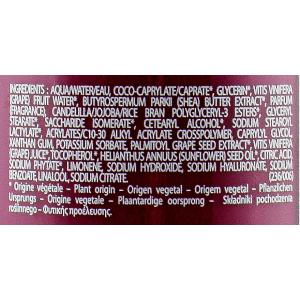 INGREDIENTS : AQUA/WATER/EAU, COCO-CAPRYLATE/CAPRATE*, GLYCERIN*, VITIS VINIFERA
(GRAPE) FRUIT WATER*, BUTYROSPERMUM PARKII (SHEA) BUTTER EXTRACT*, PARFUM
(FRAGRANCE), CANDELILLA/JOJOBA/RICE BRAN POLYGLYCERYL-3 ESTERS*, GLYCERYL
STEARATE*, SACCHARIDE ISOMERATE*, CETEARYL ALCOHOL*, SODIUM STEAROYL
LACTYLATE*, ACRYLATES/C10-30 ALKYL ACRYLATE CROSSPOLYMER, CAPRYLYL GLYCOL,
XANTHAN GUM, POTASSIUM SORBATE, PALMITOYL GRAPE SEED EXTRACT*, VITIS VINIFERA
(GRAPE) JUICE*, TOCOPHEROL*, HELIANTHUS ANNUUS (SUNFLOWER) SEED OIL*, CITRIC ACID,
SODIUM PHYTATE*, LIMONENE, SODIUM HYDROXIDE, SODIUM HYALURONATE*, SODIUM
BENZOATE, LINALOOL, SODIUM CITRATE. (236/006)
* Origine végétale – Plant origin – Origen vegetal – Origem vegetal – Pflanzlichen
Ursprungs – Origine vegetale – Plantaardige oorsprong – Składniki pochodzenia
roślinnego – Φυτικής προέλευσης.